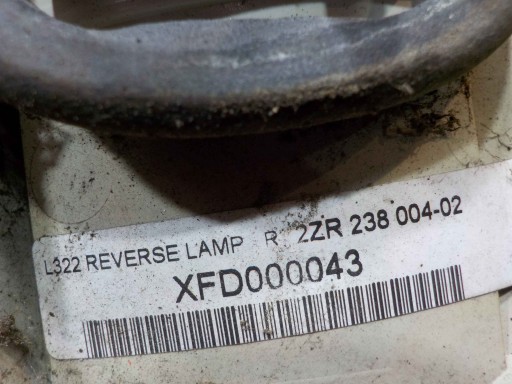 L322 REVERSE LAMP R 2ZR 238 004-02
XFD000043